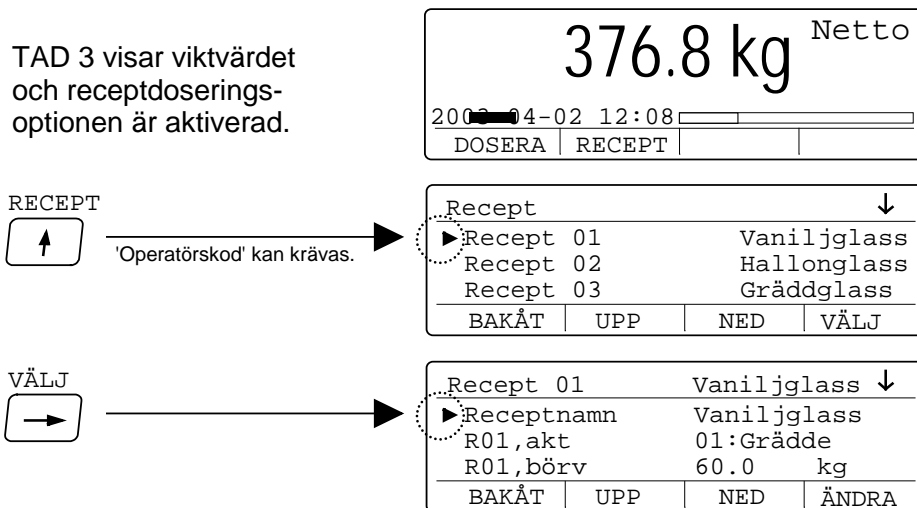 TAD 3 visar viktvärdet
och receptdoserings-
optionen är aktiverad.
376.8 kg Netto
04-02 12:08
DOSERA RECEPT
RECEPT
'Operatörskod' kan krävas.
Recept ↓
►Recept 01 Vaniljglass
Recept 02 Hallonglass
Recept 03 Gräddglass
BAKÅT UPP NED VÄLJ
VÄLJ
Recept 01 Vaniljglass ↓
►Receptnamn Vaniljglass
R01,akt 01:Grädde
R01,börv 60.0 kg
BAKÅT UPP NED ÄNDRA